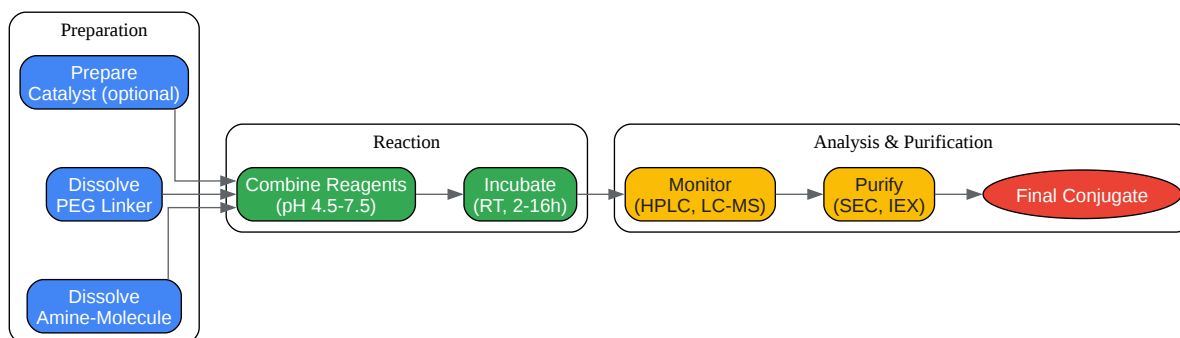 Preparation
Prepare
Catalyst (optional)
Dissolve
PEG Linker
Dissolve
Amine-Molecule
Reaction
Combine Reagents
(pH 4.5-7.5)
Incubate
(RT, 2-16h)
Analysis & Purification
Monitor
(HPLC, LC-MS)
Purify
(SEC, IEX)
Final Conjugate